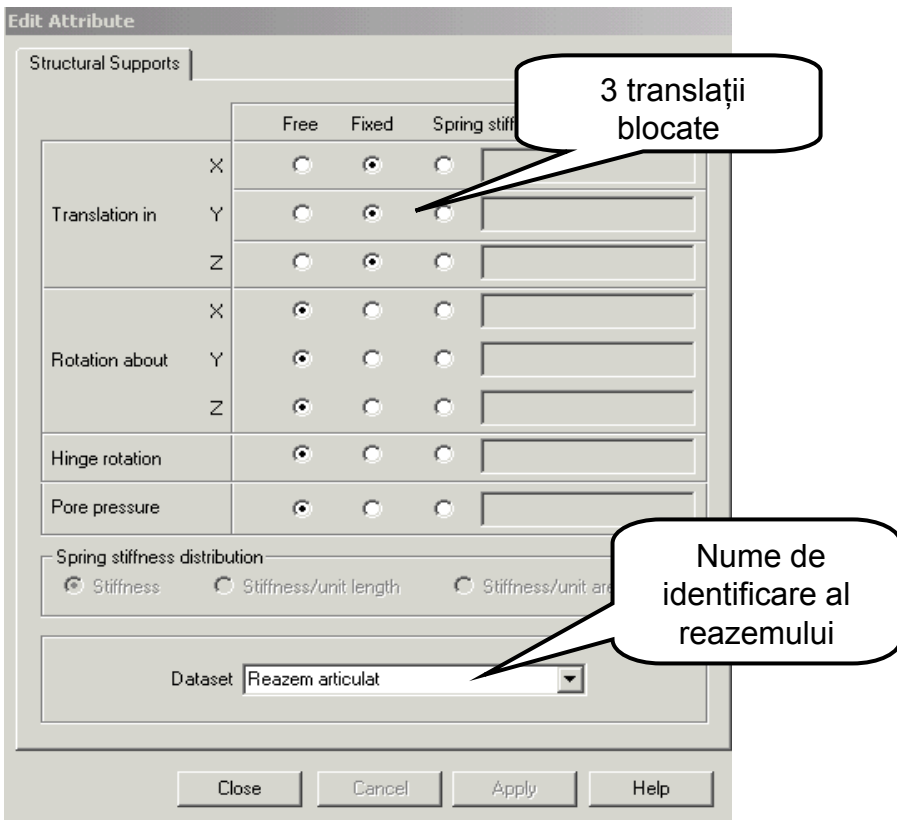 Edit Attribute
Structural Supports
3 translații
blocate
Free Fixed Spring stiff
Translation in
X
Y
Z
Rotation about
X
Y
Z
Hinge rotation
Pore pressure
Spring stiffness distribution
Stiffness Stiffness/unit length Stiffness/unit are
Nume de
identificare al
reazemului
Dataset Reazem articulat
Close Cancel Apply Help